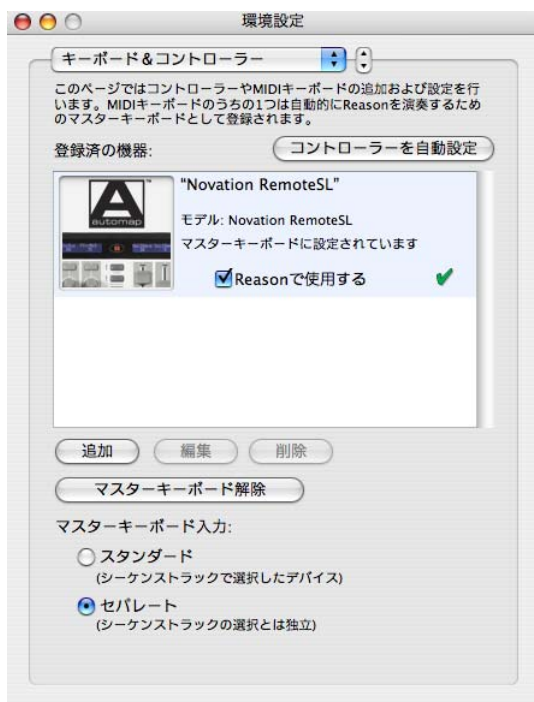 環境設定
キーボード＆コントローラー
このページではコントローラーやMIDIキーボードの追加および設定を行
います。MIDIキーボードのうちの1つは自動的にReasonを演奏するため
のマスターキーボードとして登録されます。
登録済の機器:
コントローラーを自動設定
"Novation RemoteSL"
automap
モデル: Novation RemoteSL
マスターキーボードに設定されています
Reasonで使用する
追加
編集
削除
マスターキーボード解除
マスターキーボード入力:
スタンダード
(シーケンストラックで選択したデバイス)
セパレート
(シーケンストラックの選択とは独立)